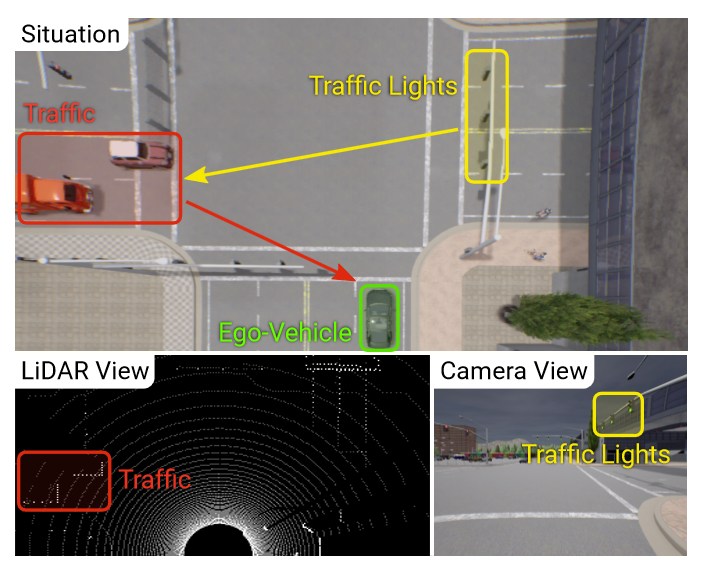 Situation
Traffic Lights
Traffic
Ego-Vehicle
LiDAR View
Camera View
Traffic Lights
Traffic